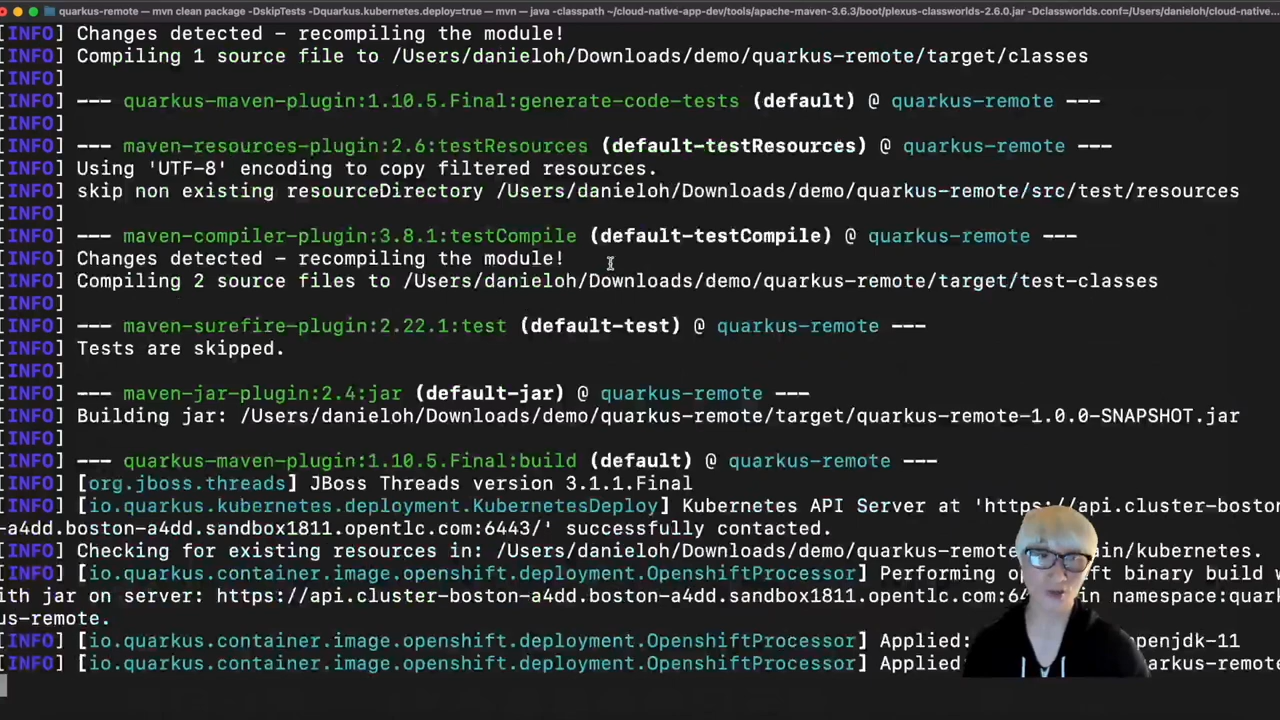 quarkus-remote — mvn clean package -DskipTests -Dquarkus.kubernetes.deploy=true — mvn — java -classpath ~/cloud-native-app-dev/tools/apache-maven-3.6.3/boot/plexus-classworlds-2.6.0.jar -Dclassworlds.conf=/Users/danieloh/cloud-native...
[INFO] Changes detected - recompiling the module!
[INFO] Compiling 1 source file to /Users/danieloh/Downloads/demo/quarkus-remote/target/classes
[INFO]
[INFO] --- quarkus-maven-plugin:1.10.5.Final:generate-code-tests (default) @ quarkus-remote ---
[INFO]
[INFO] --- maven-resources-plugin:2.6:testResources (default-testResources) @ quarkus-remote ---
[INFO] Using 'UTF-8' encoding to copy filtered resources.
[INFO] skip non existing resourceDirectory /Users/danieloh/Downloads/demo/quarkus-remote/src/test/resources
[INFO]
[INFO] --- maven-compiler-plugin:3.8.1:testCompile (default-testCompile) @ quarkus-remote ---
[INFO] Changes detected - recompiling the module!
[INFO] Compiling 2 source files to /Users/danieloh/Downloads/demo/quarkus-remote/target/test-classes
[INFO]
[INFO] --- maven-surefire-plugin:2.22.1:test (default-test) @ quarkus-remote ---
[INFO] Tests are skipped.
[INFO]
[INFO] --- maven-jar-plugin:2.4:jar (default-jar) @ quarkus-remote ---
[INFO] Building jar: /Users/danieloh/Downloads/demo/quarkus-remote/target/quarkus-remote-1.0.0-SNAPSHOT.jar
[INFO]
[INFO] --- quarkus-maven-plugin:1.10.5.Final:build (default) @ quarkus-remote ---
[INFO] [org.jboss.threads] JBoss Threads version 3.1.1.Final
[INFO] [io.quarkus.kubernetes.deployment.KubernetesDeploy] Kubernetes API Server at 'https://api.cluster-boston
-a4dd.boston-a4dd.sandbox1811.opentlc.com:6443/' successfully contacted.
[INFO] Checking for existing resources in: /Users/danieloh/Downloads/demo/quarkus-remo ain/kubernetes.
[INFO] [io.quarkus.container.image.openshift.deployment.OpenshiftProcessor] Performing op ft binary build w
ith jar on server: https://api.cluster-boston-a4dd.boston-a4dd.sandbox1811.opentlc.com:64 in namespace:quark
us-remote.
[INFO] [io.quarkus.container.image.openshift.deployment.OpenshiftProcessor] Applied: openjdk-11
[INFO] [io.quarkus.container.image.openshift.deployment.OpenshiftProcessor] Applied: quarkus-remote